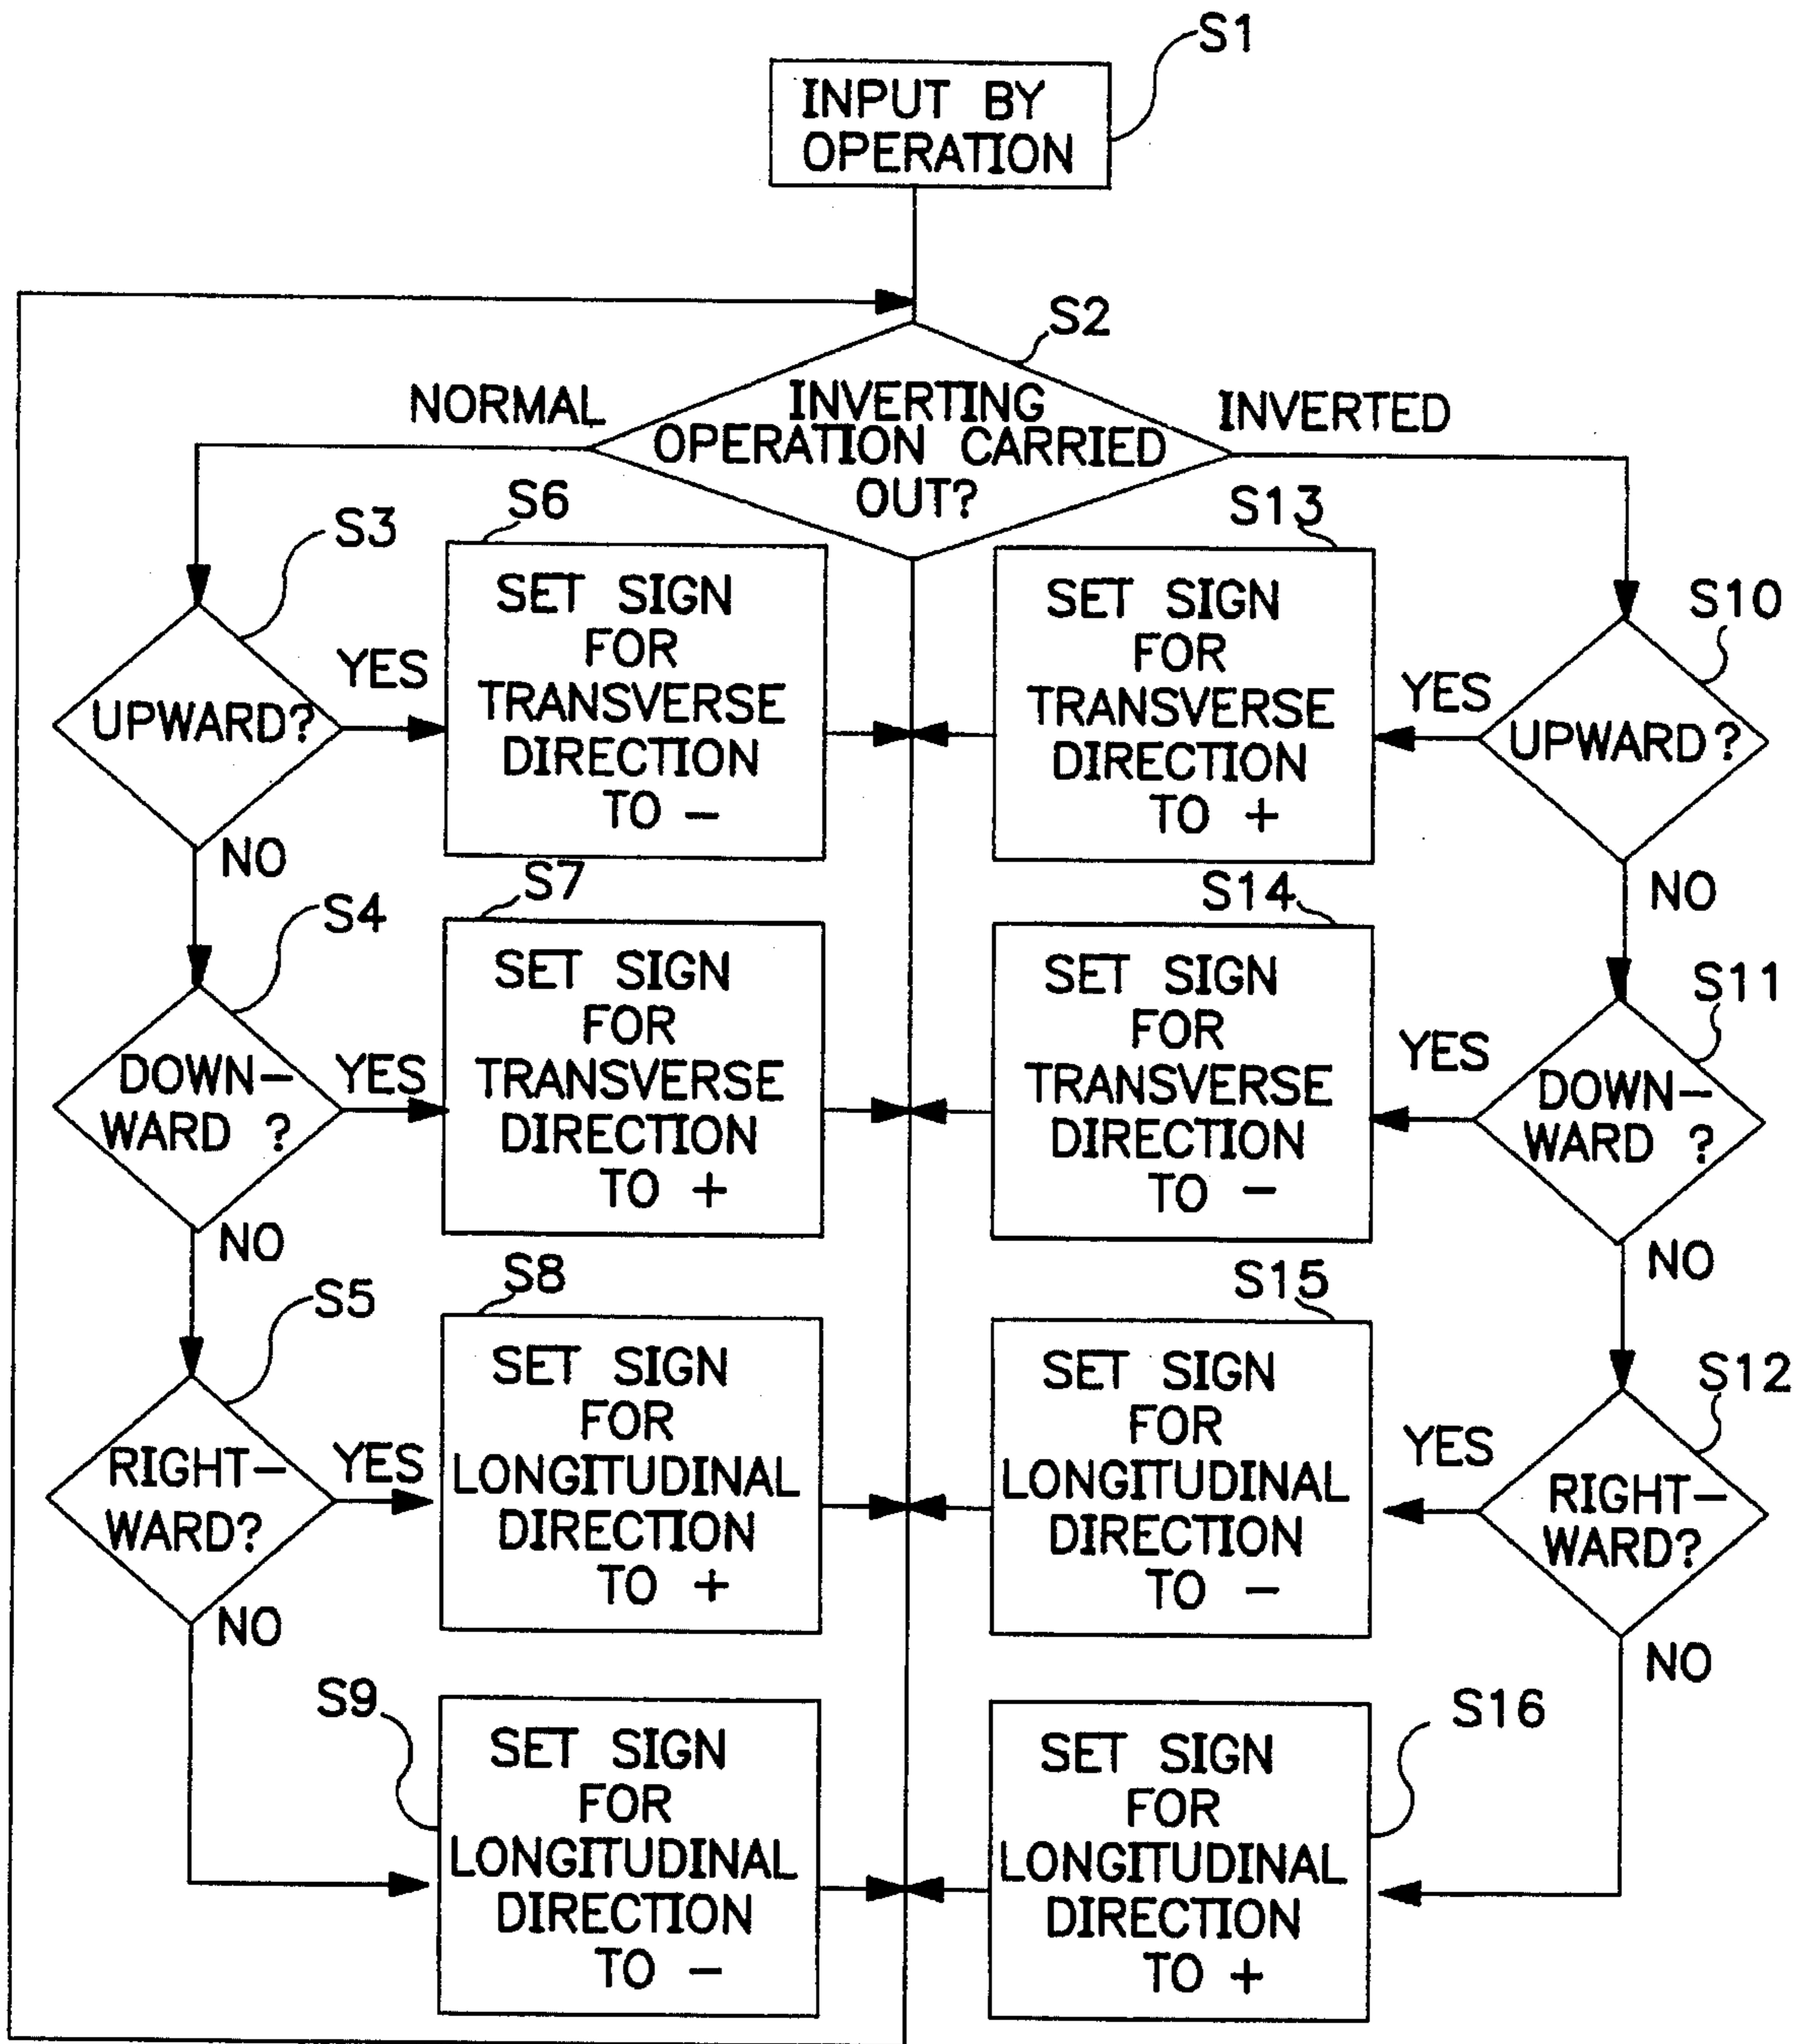 S1
INPUT BY
OPERATION
S2
NORMAL
INVERTING
OPERATION CARRIED
OUT?
INVERTED
S3
UPWARD?
YES
NO
S6
SET SIGN
FOR
TRANSVERSE
DIRECTION
TO −
S13
SET SIGN
FOR
TRANSVERSE
DIRECTION
TO +
S10
UPWARD?
YES
NO
S4
DOWN−
WARD ?
YES
NO
S7
SET SIGN
FOR
TRANSVERSE
DIRECTION
TO +
S14
SET SIGN
FOR
TRANSVERSE
DIRECTION
TO −
S11
DOWN−
WARD ?
YES
NO
S5
RIGHT−
WARD?
YES
NO
S8
SET SIGN
FOR
LONGITUDINAL
DIRECTION
TO +
S15
SET SIGN
FOR
LONGITUDINAL
DIRECTION
TO −
S12
RIGHT−
WARD?
YES
NO
S9
SET SIGN
FOR
LONGITUDINAL
DIRECTION
TO −
S16
SET SIGN
FOR
LONGITUDINAL
DIRECTION
TO +